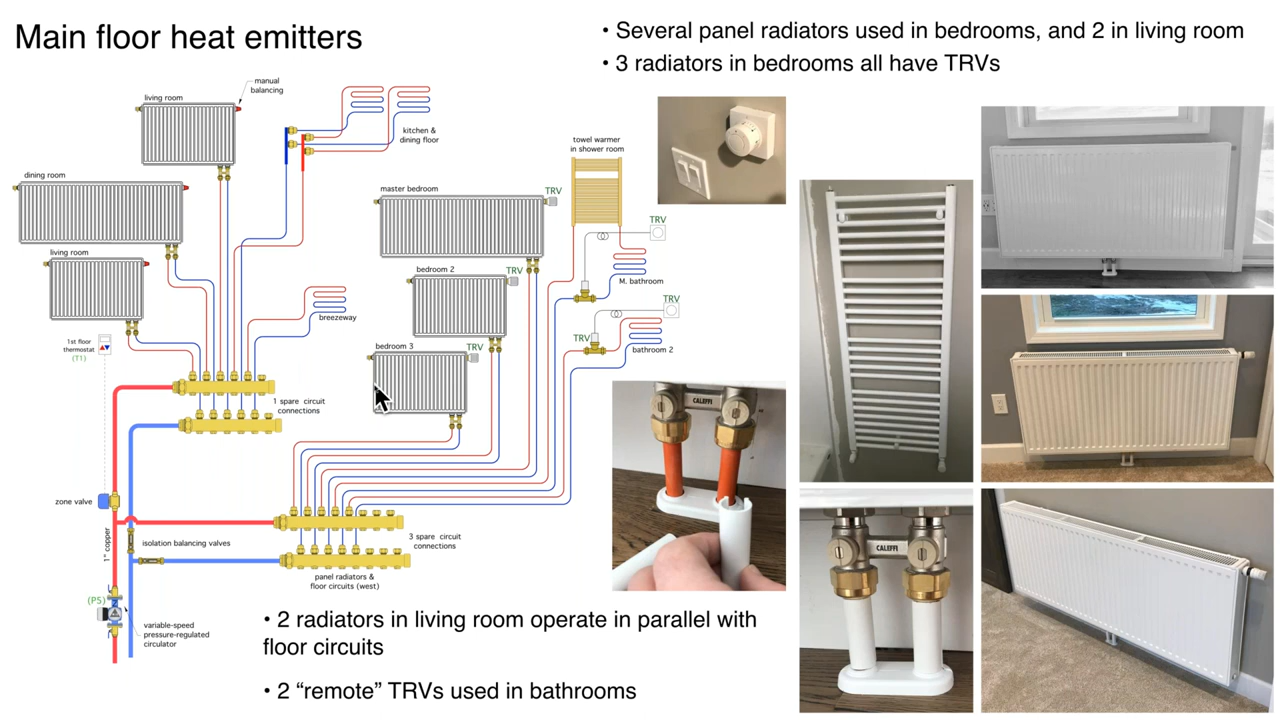 Main floor heat emitters
• Several panel radiators used in bedrooms, and 2 in living room
• 3 radiators in bedrooms all have TRVs
manual
balancing
living room
kitchen &
dining floor
towel warmer
in shower room
dining room
master bedroom
TRV
TRV
living room
bedroom 2
TRV
M. bathroom
TRV
breezeway
1st floor
thermostat
(T1)
bedroom 3
TRV
TRV
bathroom 2
1 spare circuit
connections
CALEFFI
zone valve
1" copper
isolation balancing valves
3 spare circuit
connections
CALEFFI
panel radiators &
floor circuits (west)
(P5)
variable-speed
pressure-regulated
circulator
• 2 radiators in living room operate in parallel with
floor circuits
• 2 “remote” TRVs used in bathrooms